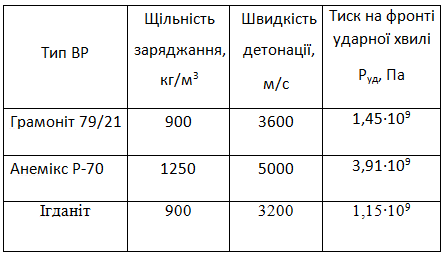 Тип ВР
Щільність
заряджання,
кг/м³
Швидкість
детонації,
м/с
Тиск на фронті
ударної хвилі
Pуд, Па
Грамоніт 79/21 900 3600 1,45·10⁹
Анемікс Р-70 1250 5000 3,91·10⁹
Ігданіт 900 3200 1,15·10⁹